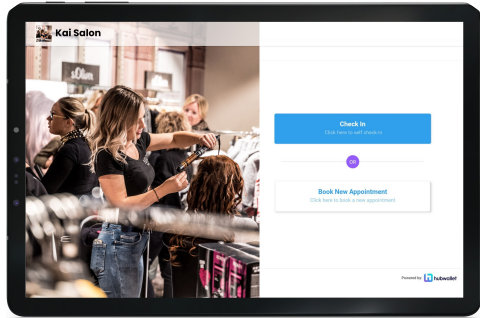 Kai Salon
s.Oliver
Check In
Click here to self check in
OR
Book New Appointment
Click here to book a new appointment
Powered by hubwallet